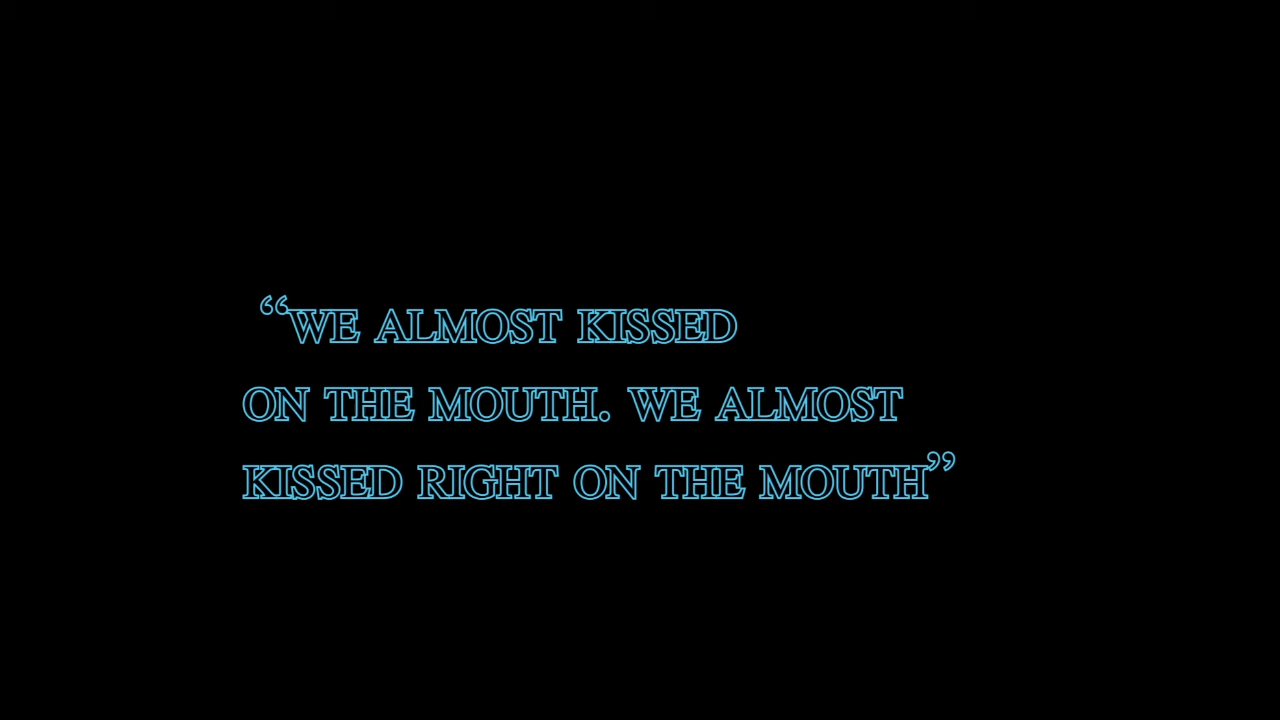 “WE ALMOST KISSED
ON THE MOUTH. WE ALMOST
KISSED RIGHT ON THE MOUTH”